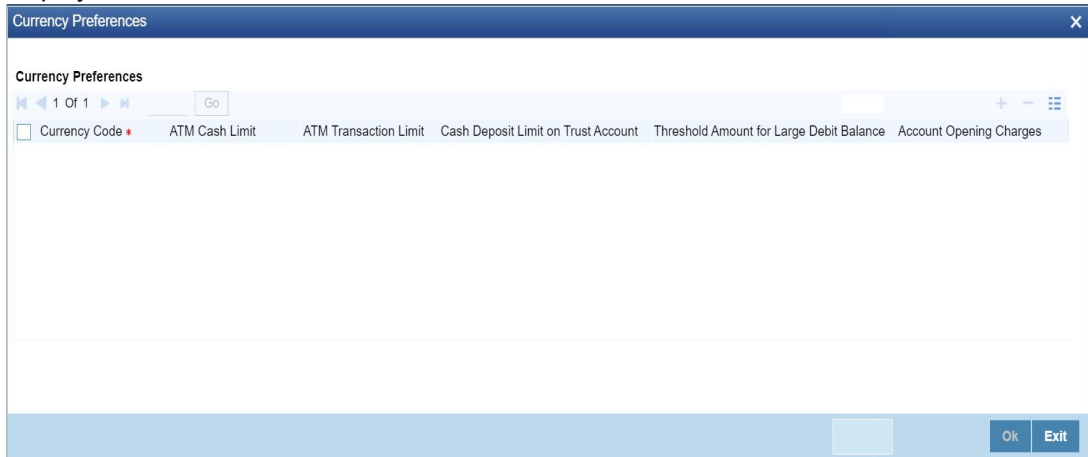 Currency Preferences
Currency Preferences
1 Of 1 Go
Currency Code * ATM Cash Limit ATM Transaction Limit Cash Deposit Limit on Trust Account Threshold Amount for Large Debit Balance Account Opening Charges
Ok Exit